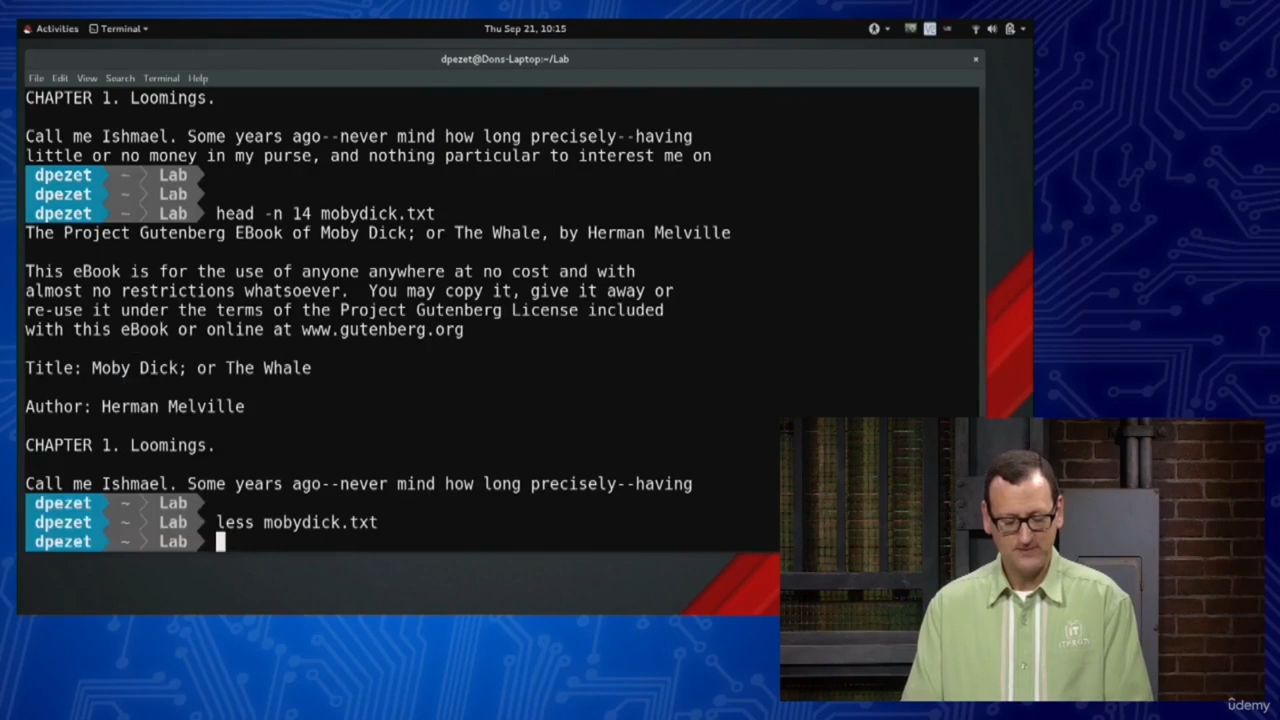 Activities Terminal Thu Sep 21, 10:15
dpezet@Dons-Laptop:~/Lab ×
File Edit View Search Terminal Help
CHAPTER 1. Loomings.
Call me Ishmael. Some years ago--never mind how long precisely--having
little or no money in my purse, and nothing particular to interest me on
dpezet ~ Lab
dpezet ~ Lab
dpezet ~ Lab head -n 14 mobydick.txt
The Project Gutenberg EBook of Moby Dick; or The Whale, by Herman Melville
This eBook is for the use of anyone anywhere at no cost and with
almost no restrictions whatsoever. You may copy it, give it away or
re-use it under the terms of the Project Gutenberg License included
with this eBook or online at www.gutenberg.org
Title: Moby Dick; or The Whale
Author: Herman Melville
CHAPTER 1. Loomings.
Call me Ishmael. Some years ago--never mind how long precisely--having
dpezet ~ Lab
dpezet ~ Lab less mobydick.txt
dpezet ~ Lab
IT
ITPROTV
ûdemy